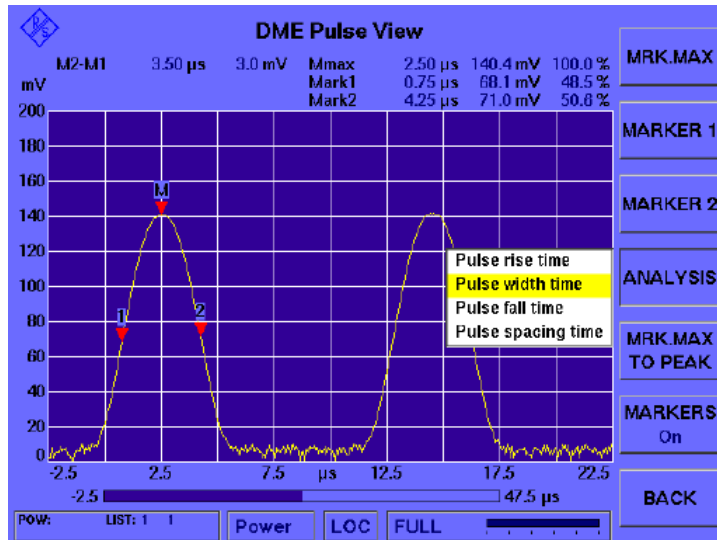 R S
DME Pulse View
M2-M1 3.50 µs 3.0 mV Mmax 2.50 µs 140.4 mV 100.0 %
Mark1 0.75 µs 68.1 mV 48.5 %
Mark2 4.25 µs 71.0 mV 50.6 %
mV
200
180
160
140
120
100
80
60
40
20
0
M
1
2
Pulse rise time
Pulse width time
Pulse fall time
Pulse spacing time
-2.5 2.5 7.5 µs 12.5 17.5 22.5
-2.5 47.5 µs
POW: LIST: 1 1
Power LOC FULL
MRK.MAX
MARKER 1
MARKER 2
ANALYSIS
MRK.MAX
TO PEAK
MARKERS
On
BACK